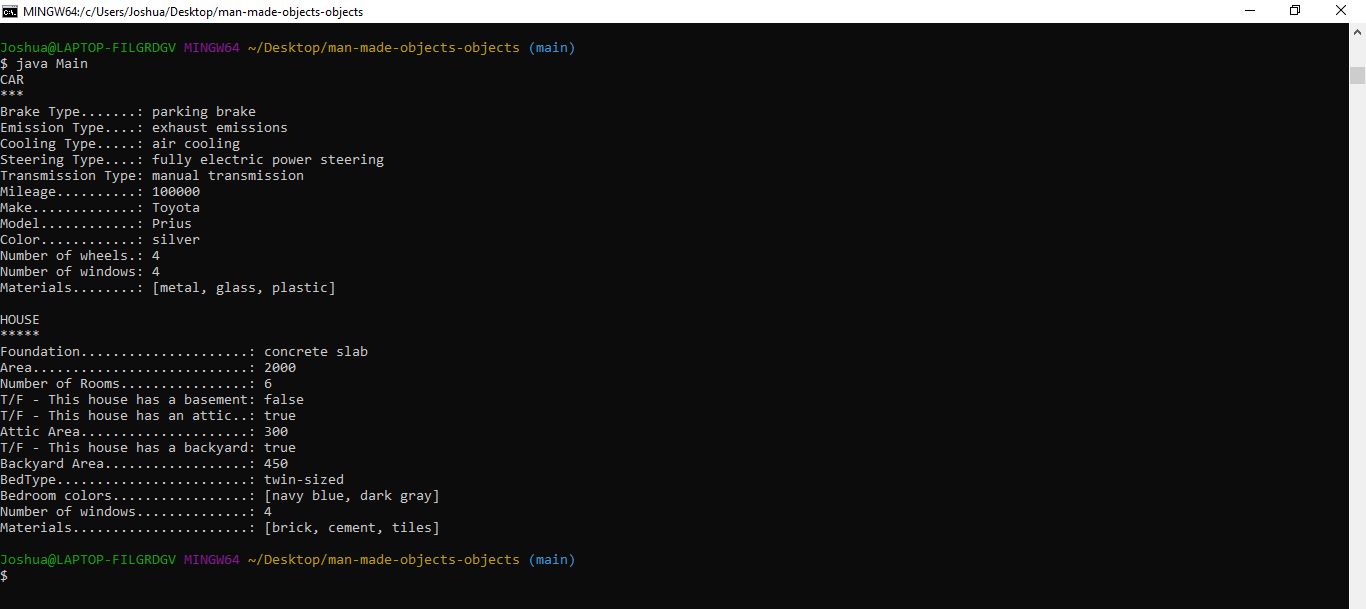 MINGW64:/c/Users/Joshua/Desktop/man-made-objects-objects
Joshua@LAPTOP-FILGRDGV MINGW64 ~/Desktop/man-made-objects-objects (main)
$ java Main
CAR
***
Brake Type.......: parking brake
Emission Type....: exhaust emissions
Cooling Type.....: air cooling
Steering Type....: fully electric power steering
Transmission Type: manual transmission
Mileage..........: 100000
Make.............: Toyota
Model............: Prius
Color............: silver
Number of wheels.: 4
Number of windows: 4
Materials........: [metal, glass, plastic]

HOUSE
*****
Foundation.....................: concrete slab
Area...........................: 2000
Number of Rooms................: 6
T/F - This house has a basement: false
T/F - This house has an attic..: true
Attic Area.....................: 300
T/F - This house has a backyard: true
Backyard Area..................: 450
BedType........................: twin-sized
Bedroom colors.................: [navy blue, dark gray]
Number of windows..............: 4
Materials......................: [brick, cement, tiles]

Joshua@LAPTOP-FILGRDGV MINGW64 ~/Desktop/man-made-objects-objects (main)
$